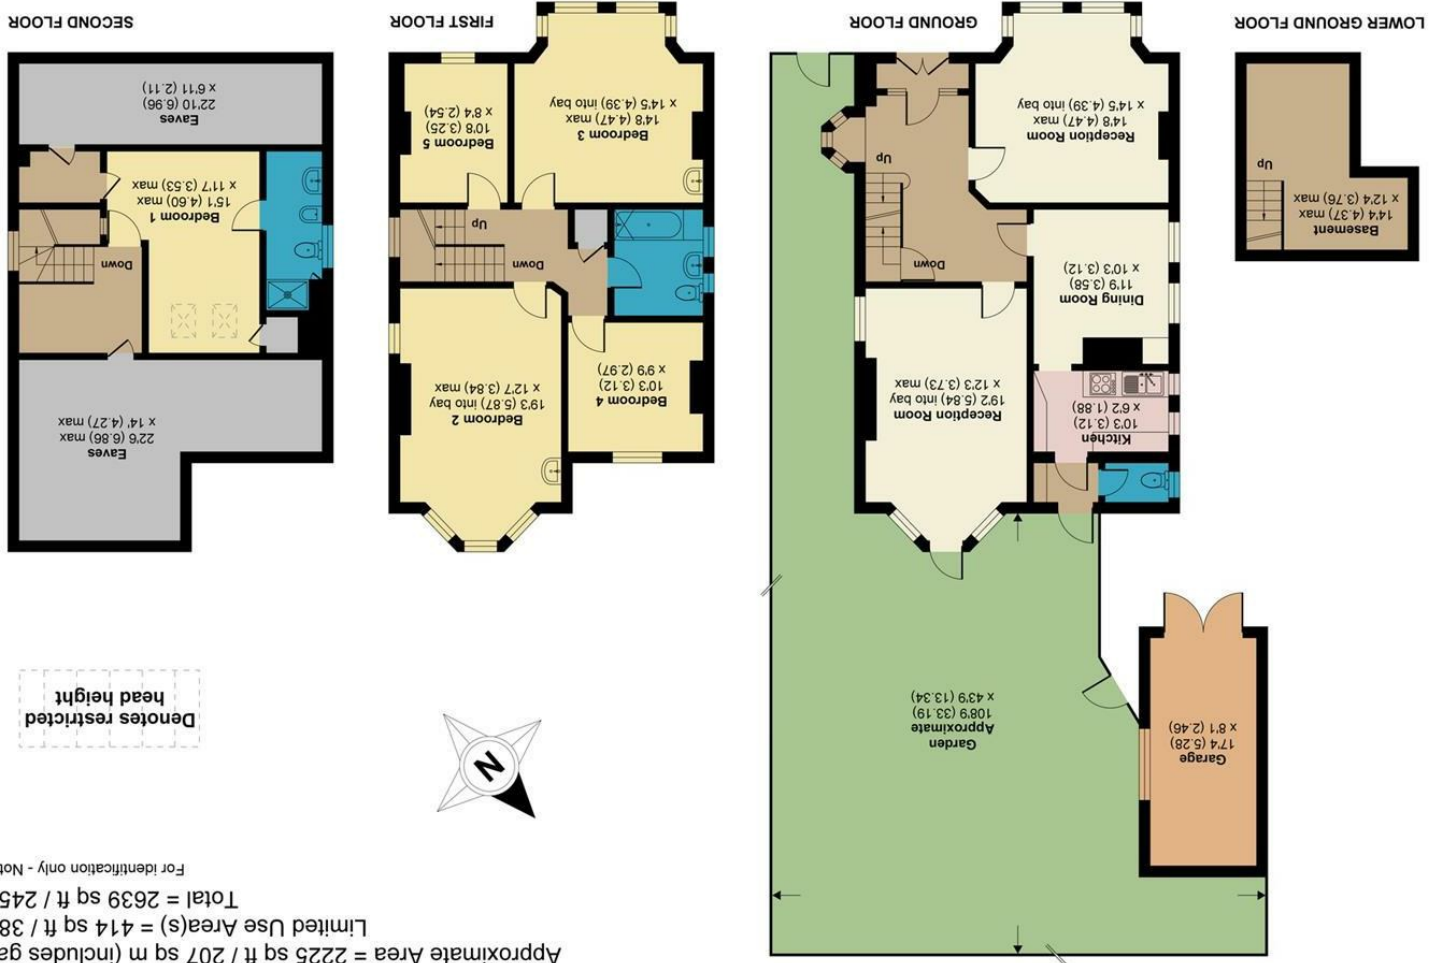 Approximate Area = 2225 sq ft / 207 sq m (includes ga
Limited Use Area(s) = 414 sq ft / 38
Total = 2639 sq ft / 245
For identification only - Not
N
Denotes restricted
head height
Garage
17'4 (5.28)
x 8'1 (2.46)
Garden
Approximate
108'9 (33.19)
x 43'9 (13.34)
Basement
14'4 (4.37) max
x 12'4 (3.76) max
Up
LOWER GROUND FLOOR
Kitchen
10'3 (3.12)
x 6'2 (1.88)
Reception Room
19'2 (5.84) into bay
x 12'3 (3.73) max
Dining Room
11'9 (3.58)
x 10'3 (3.12)
Down
Up
Reception Room
14'8 (4.47) max
x 14'5 (4.39) into bay
GROUND FLOOR
Bedroom 4
10'3 (3.12)
x 9'9 (2.97)
Bedroom 2
19'3 (5.87) into bay
x 12'7 (3.84) max
Down
Up
Bedroom 3
14'8 (4.47) max
x 14'5 (4.39) into bay
Bedroom 5
10'8 (3.25)
x 8'4 (2.54)
FIRST FLOOR
Eaves
22'6 (6.86) max
x 14' (4.27) max
Down
Bedroom 1
15'1 (4.60)
x 11'7 (3.53) max
Eaves
22'10 (6.96)
x 6'11 (2.11)
SECOND FLOOR